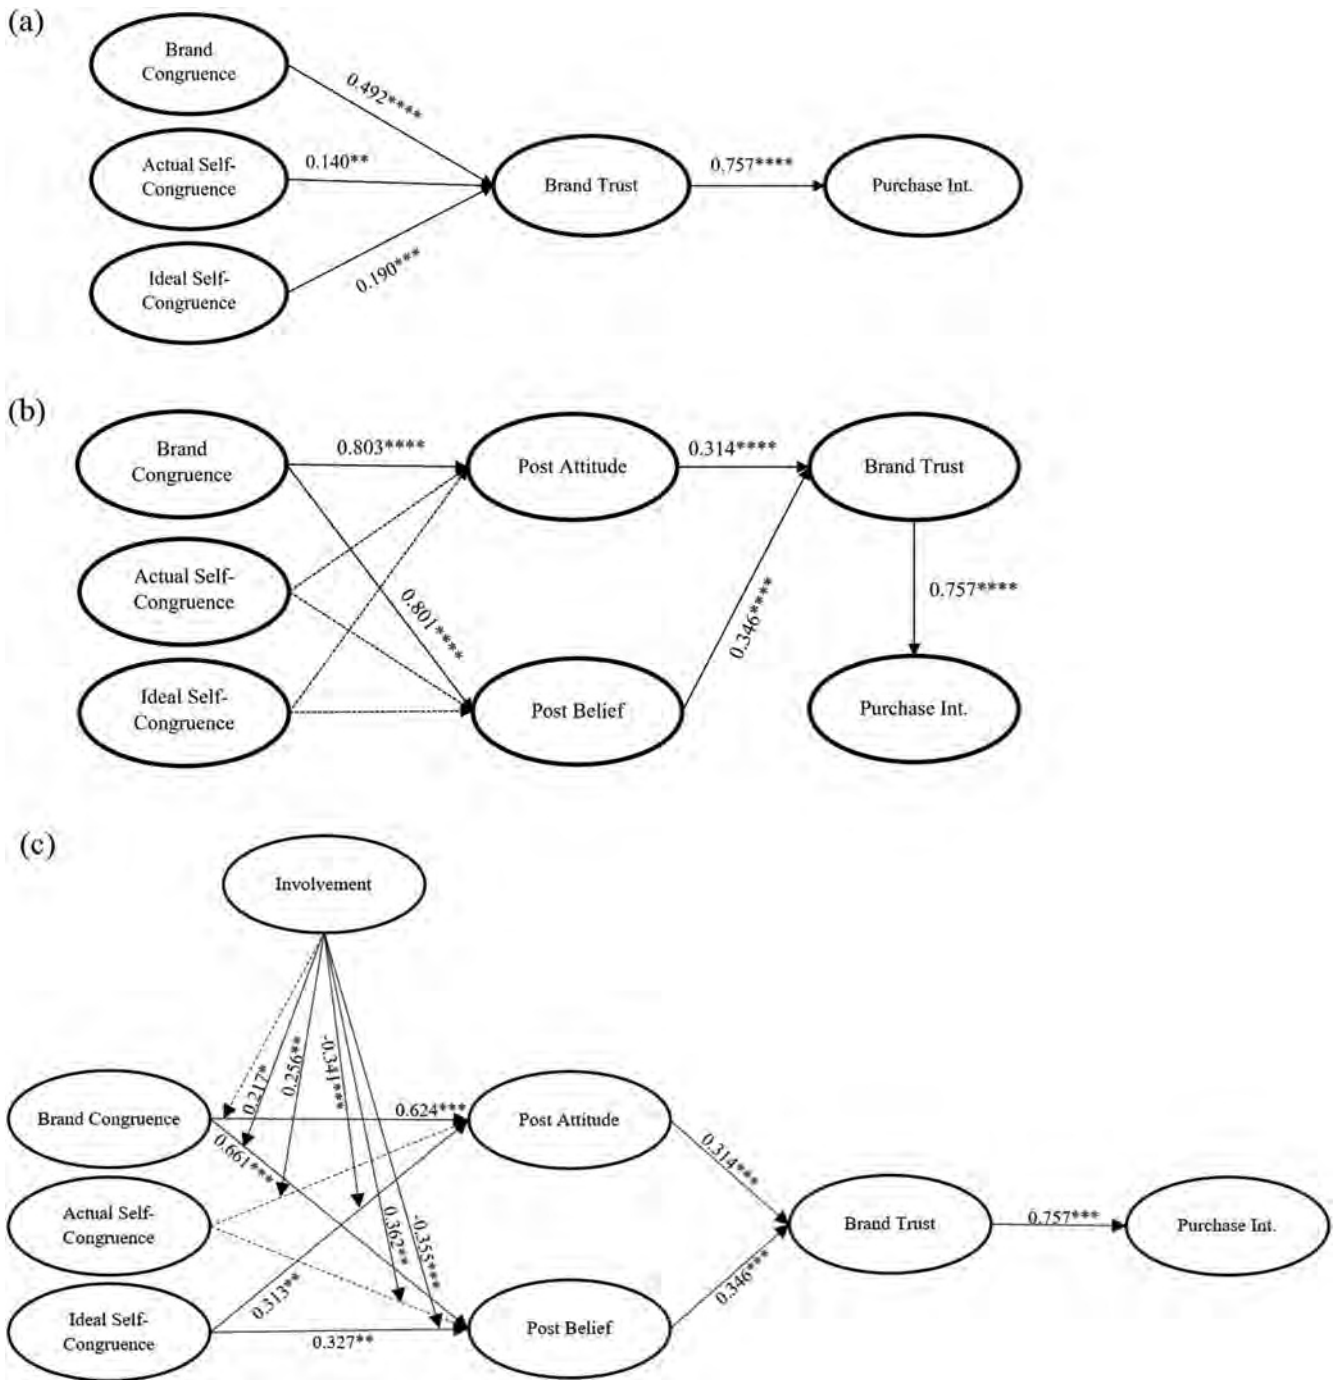 (a)
Brand
Congruence
0.492****
Actual Self-
Congruence
0.140**
Brand Trust
0.757****
Purchase Int.
Ideal Self-
Congruence
0.190***
(b)
Brand
Congruence
0.803****
Post Attitude
0.314****
Brand Trust
Actual Self-
Congruence
0.801****
0.346****
0.757****
Ideal Self-
Congruence
Post Belief
Purchase Int.
(c)
Involvement
0.217*
0.256**
-0.341***
0.362**
-0.355***
Brand Congruence
0.624***
Post Attitude
0.661***
0.314***
Actual Self-
Congruence
Brand Trust
0.757***
Purchase Int.
0.313**
0.346***
Ideal Self-
Congruence
0.327**
Post Belief